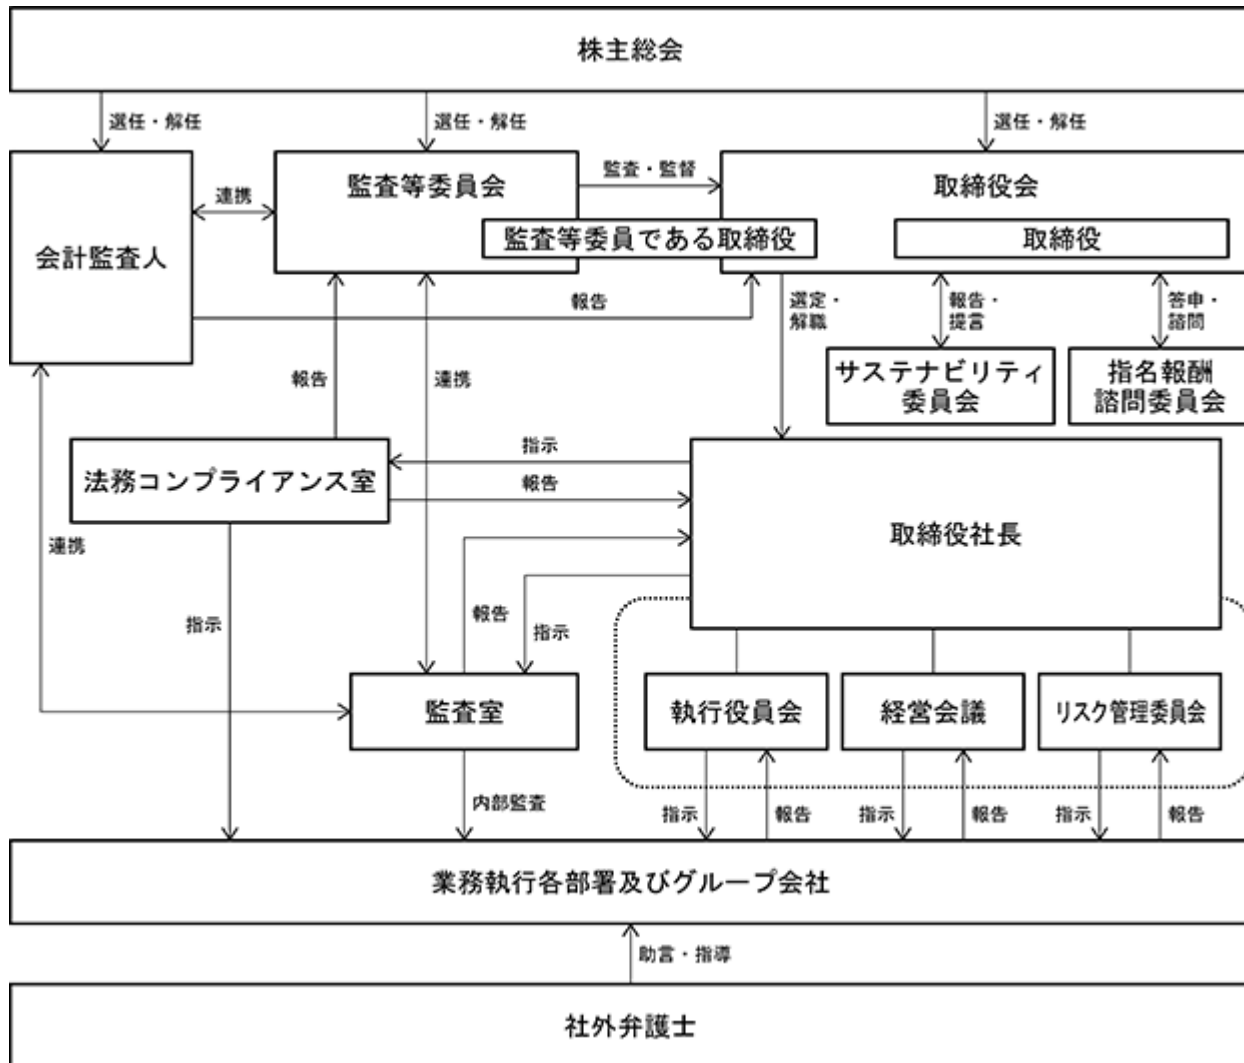 株主総会
選任・解任
選任・解任
選任・解任
会計監査人
連携
監査等委員会
監査・監督
取締役会
監査等委員である取締役
取締役
報告
選定・
解職
報告・
提言
答申・
諮問
サステナビリティ
委員会
指名報酬
諮問委員会
報告
連携
法務コンプライアンス室
指示
報告
取締役社長
連携
指示
報告
指示
監査室
執行役員会
経営会議
リスク管理委員会
内部監査
指示
報告
指示
報告
指示
報告
業務執行各部署及びグループ会社
助言・指導
社外弁護士